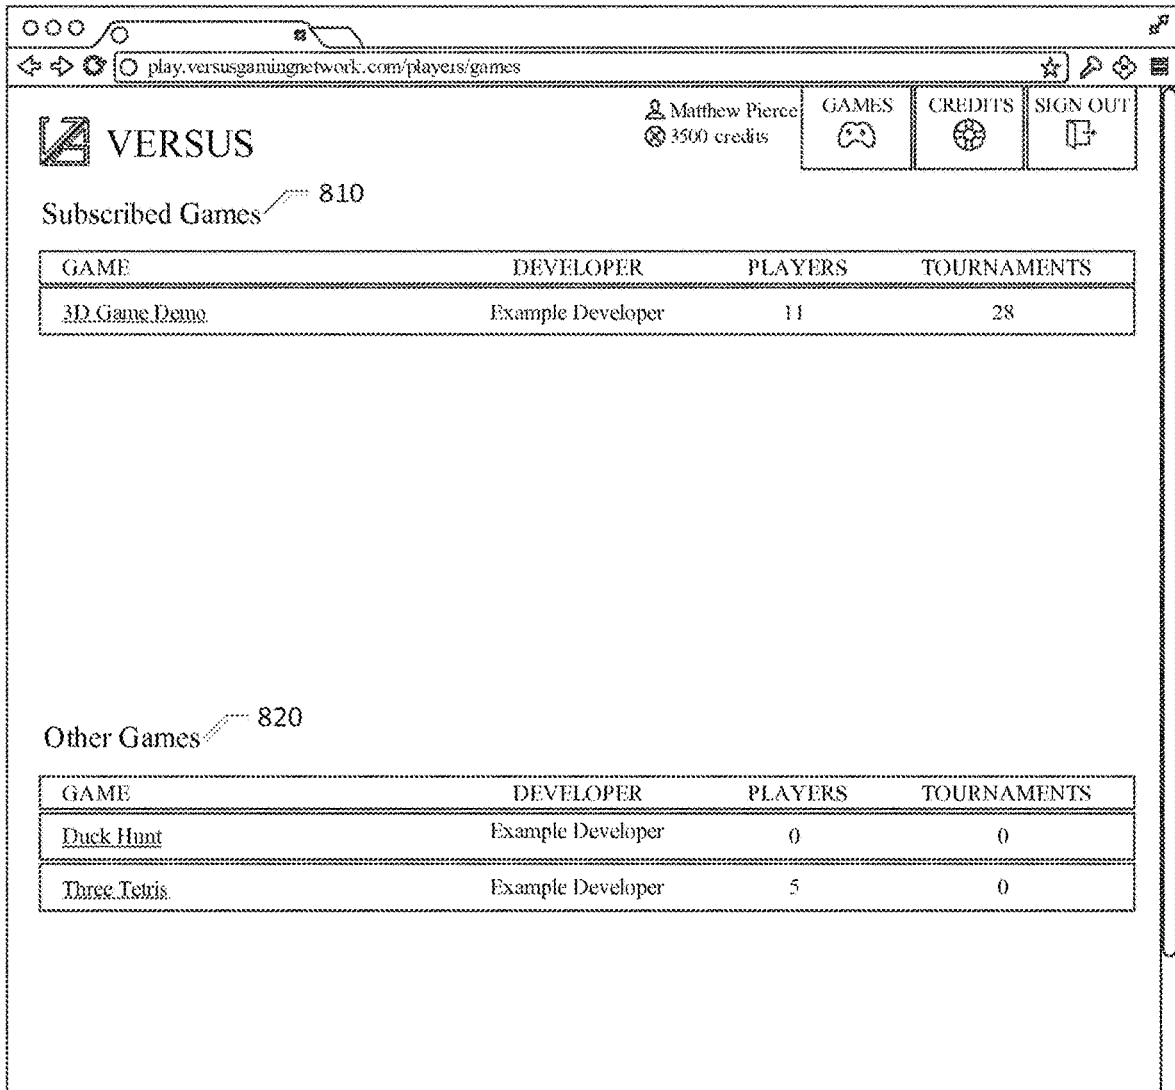 play.versusgamingnetwork.com/players/games
VERSUS
Matthew Pierce
3500 credits
GAMES
CREDITS
SIGN OUT
Subscribed Games
810
GAME DEVELOPER PLAYERS TOURNAMENTS
3D Game Demo Example Developer 11 28
Other Games
820
GAME DEVELOPER PLAYERS TOURNAMENTS
Duck Hunt Example Developer 0 0
Three Tetris Example Developer 5 0